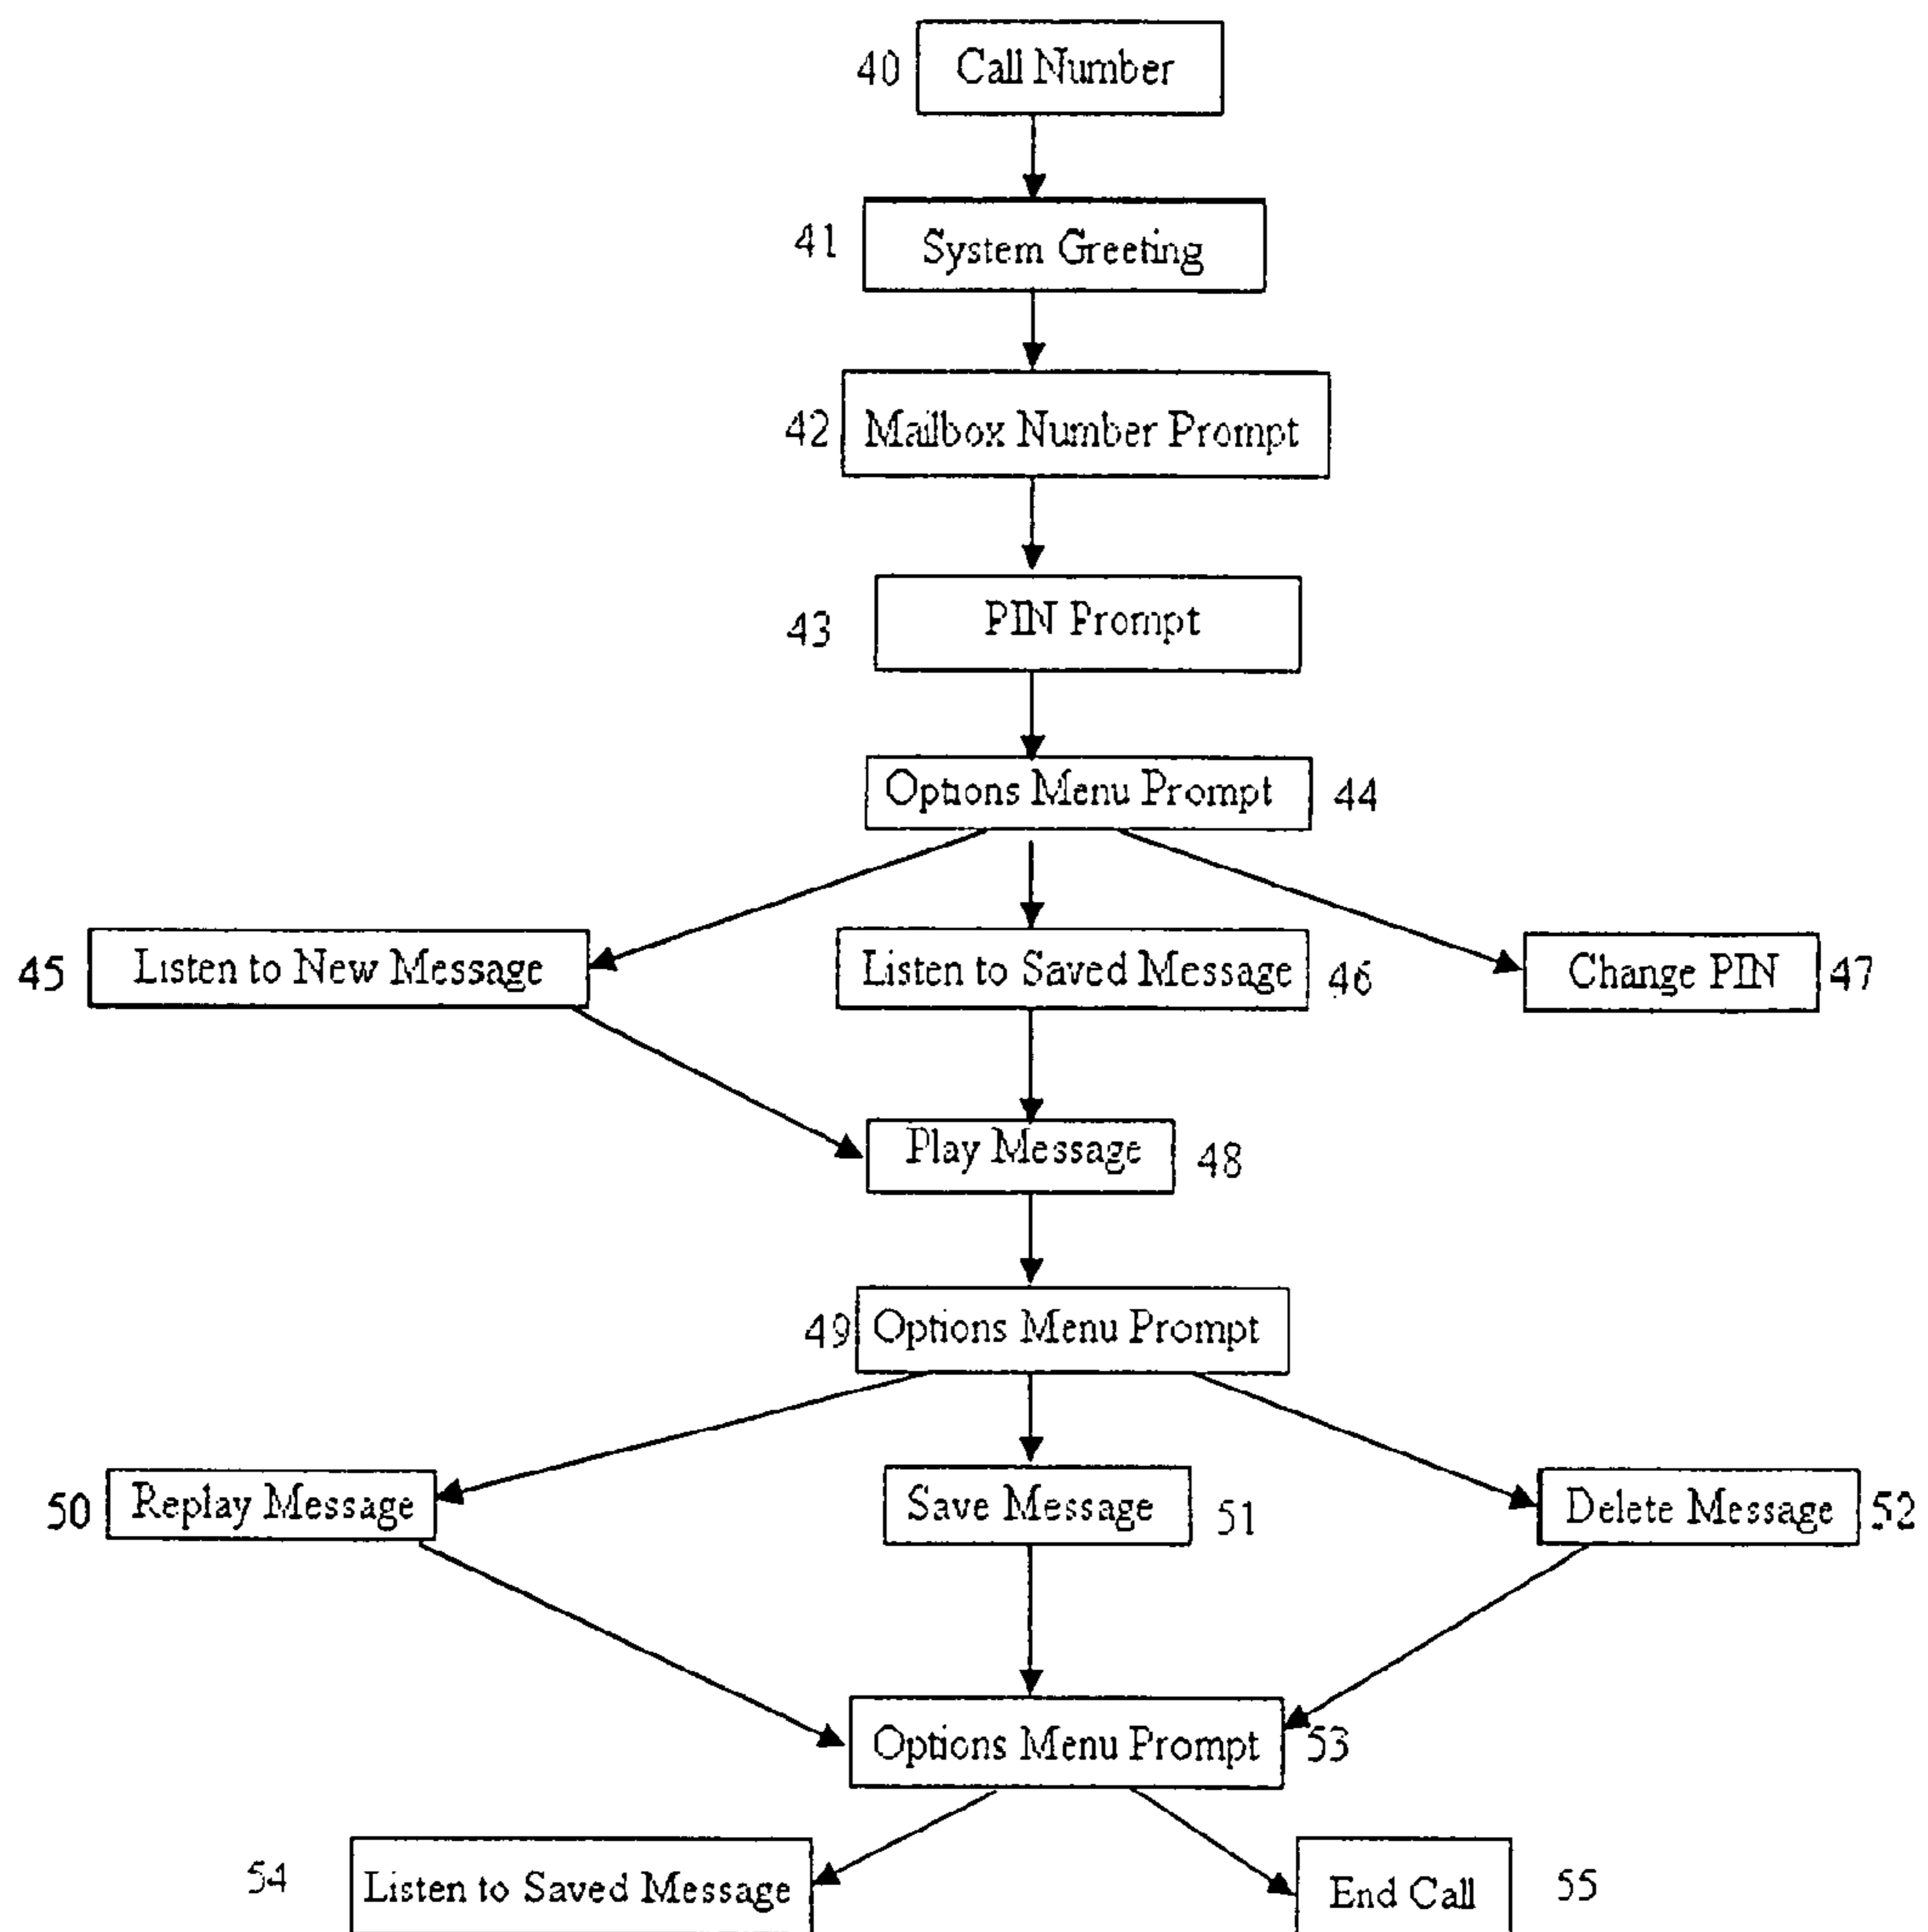 40 Call Number
41 System Greeting
42 Mailbox Number Prompt
43 PIN Prompt
Options Menu Prompt 44
45 Listen to New Message
Listen to Saved Message 46
Change PIN 47
Play Message 48
49 Options Menu Prompt
50 Replay Message
Save Message 51
Delete Message 52
Options Menu Prompt 53
54 Listen to Saved Message
End Call 55